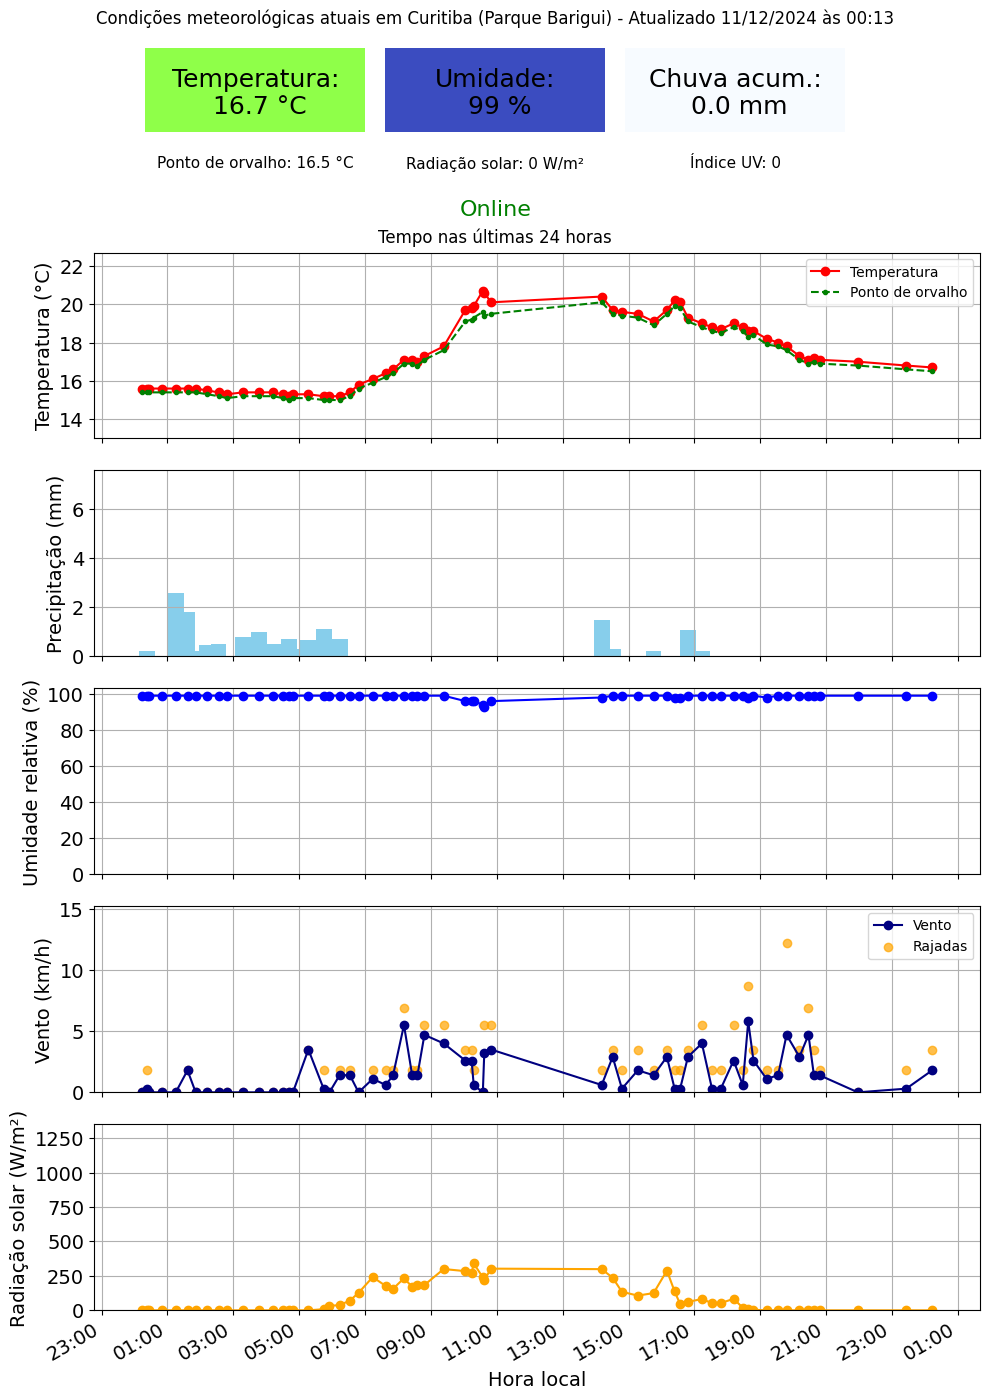 Condições meteorológicas atuais em Curitiba (Parque Barigui) - Atualizado 11/12/2024 às 00:13
Temperatura:
16.7 °C
Umidade:
99 %
Chuva acum.:
0.0 mm
Ponto de orvalho: 16.5 °C
Radiação solar: 0 W/m²
Índice UV: 0
Online
Tempo nas últimas 24 horas
Temperatura (°C)
22
20
18
16
14
Temperatura
Ponto de orvalho
Precipitação (mm)
6
4
2
0
Umidade relativa (%)
100
80
60
40
20
0
Vento (km/h)
15
10
5
0
Vento
Rajadas
Radiação solar (W/m²)
1250
1000
750
500
250
0
23:00
01:00
03:00
05:00
07:00
09:00
11:00
13:00
15:00
17:00
19:00
21:00
23:00
01:00
Hora local